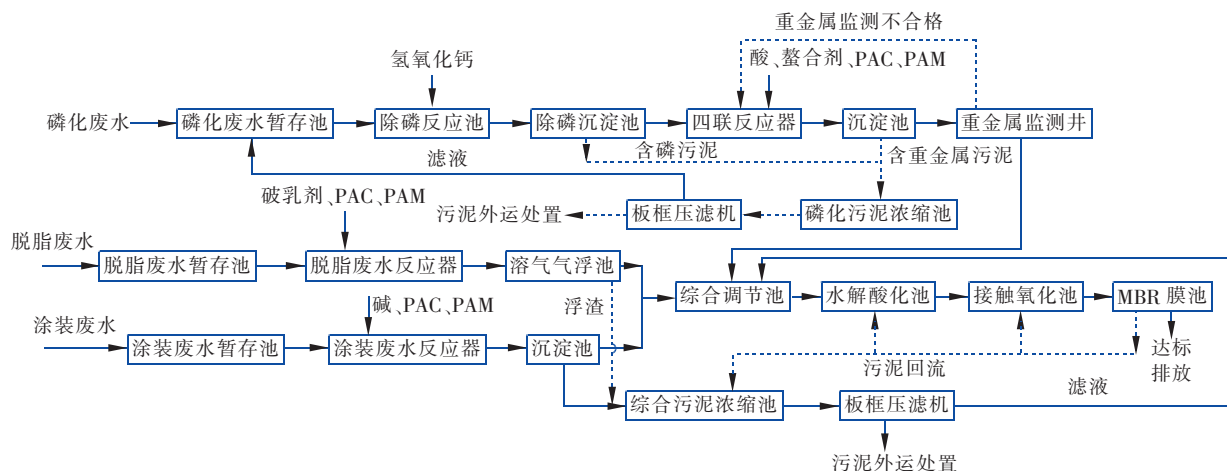 重金属监测不合格
氢氧化钙
酸、螯合剂、PAC、PAM
磷化废水
磷化废水暂存池
除磷反应池
除磷沉淀池
四联反应器
沉淀池
重金属监测井
滤液
含磷污泥
含重金属污泥
破乳剂、PAC、PAM
污泥外运处置
板框压滤机
磷化污泥浓缩池
脱脂废水
脱脂废水暂存池
脱脂废水反应器
溶气气浮池
综合调节池
水解酸化池
接触氧化池
MBR 膜池
碱、PAC、PAM
浮渣
涂装废水
涂装废水暂存池
涂装废水反应器
沉淀池
达标
排放
污泥回流
滤液
综合污泥浓缩池
板框压滤机
污泥外运处置